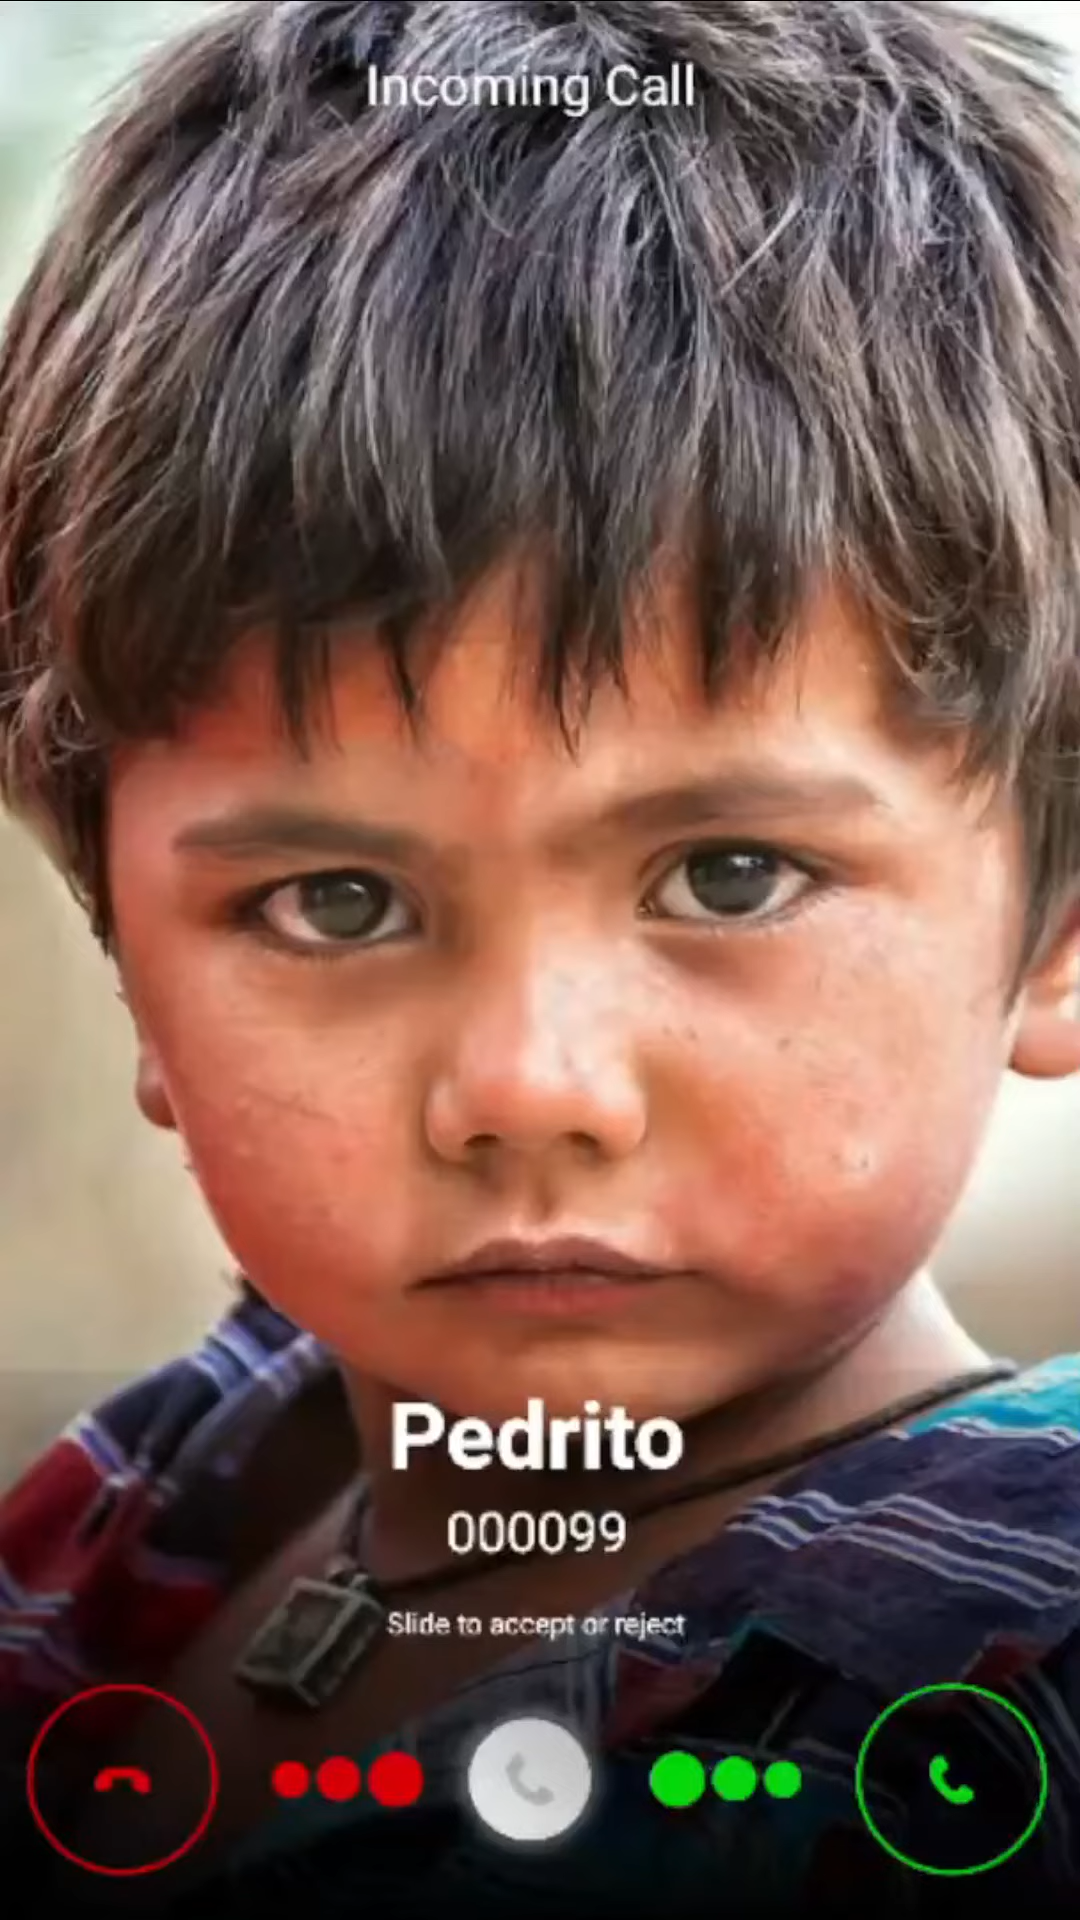 Incoming Call
Pedrito
000099
Slide to accept or reject